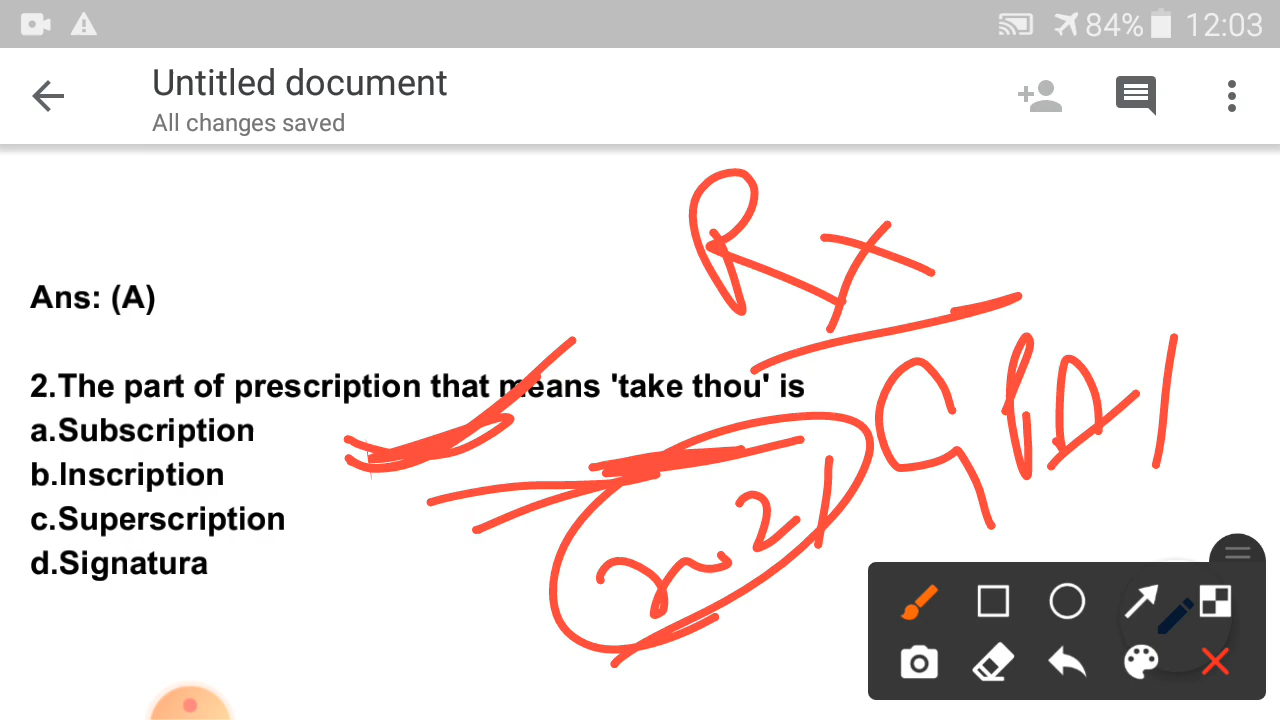 84% 12:03
Untitled document
All changes saved
Rx
Ans: (A)
2.The part of prescription that means 'take thou' is
a.Subscription
b.Inscription
c.Superscription
d.Signatura